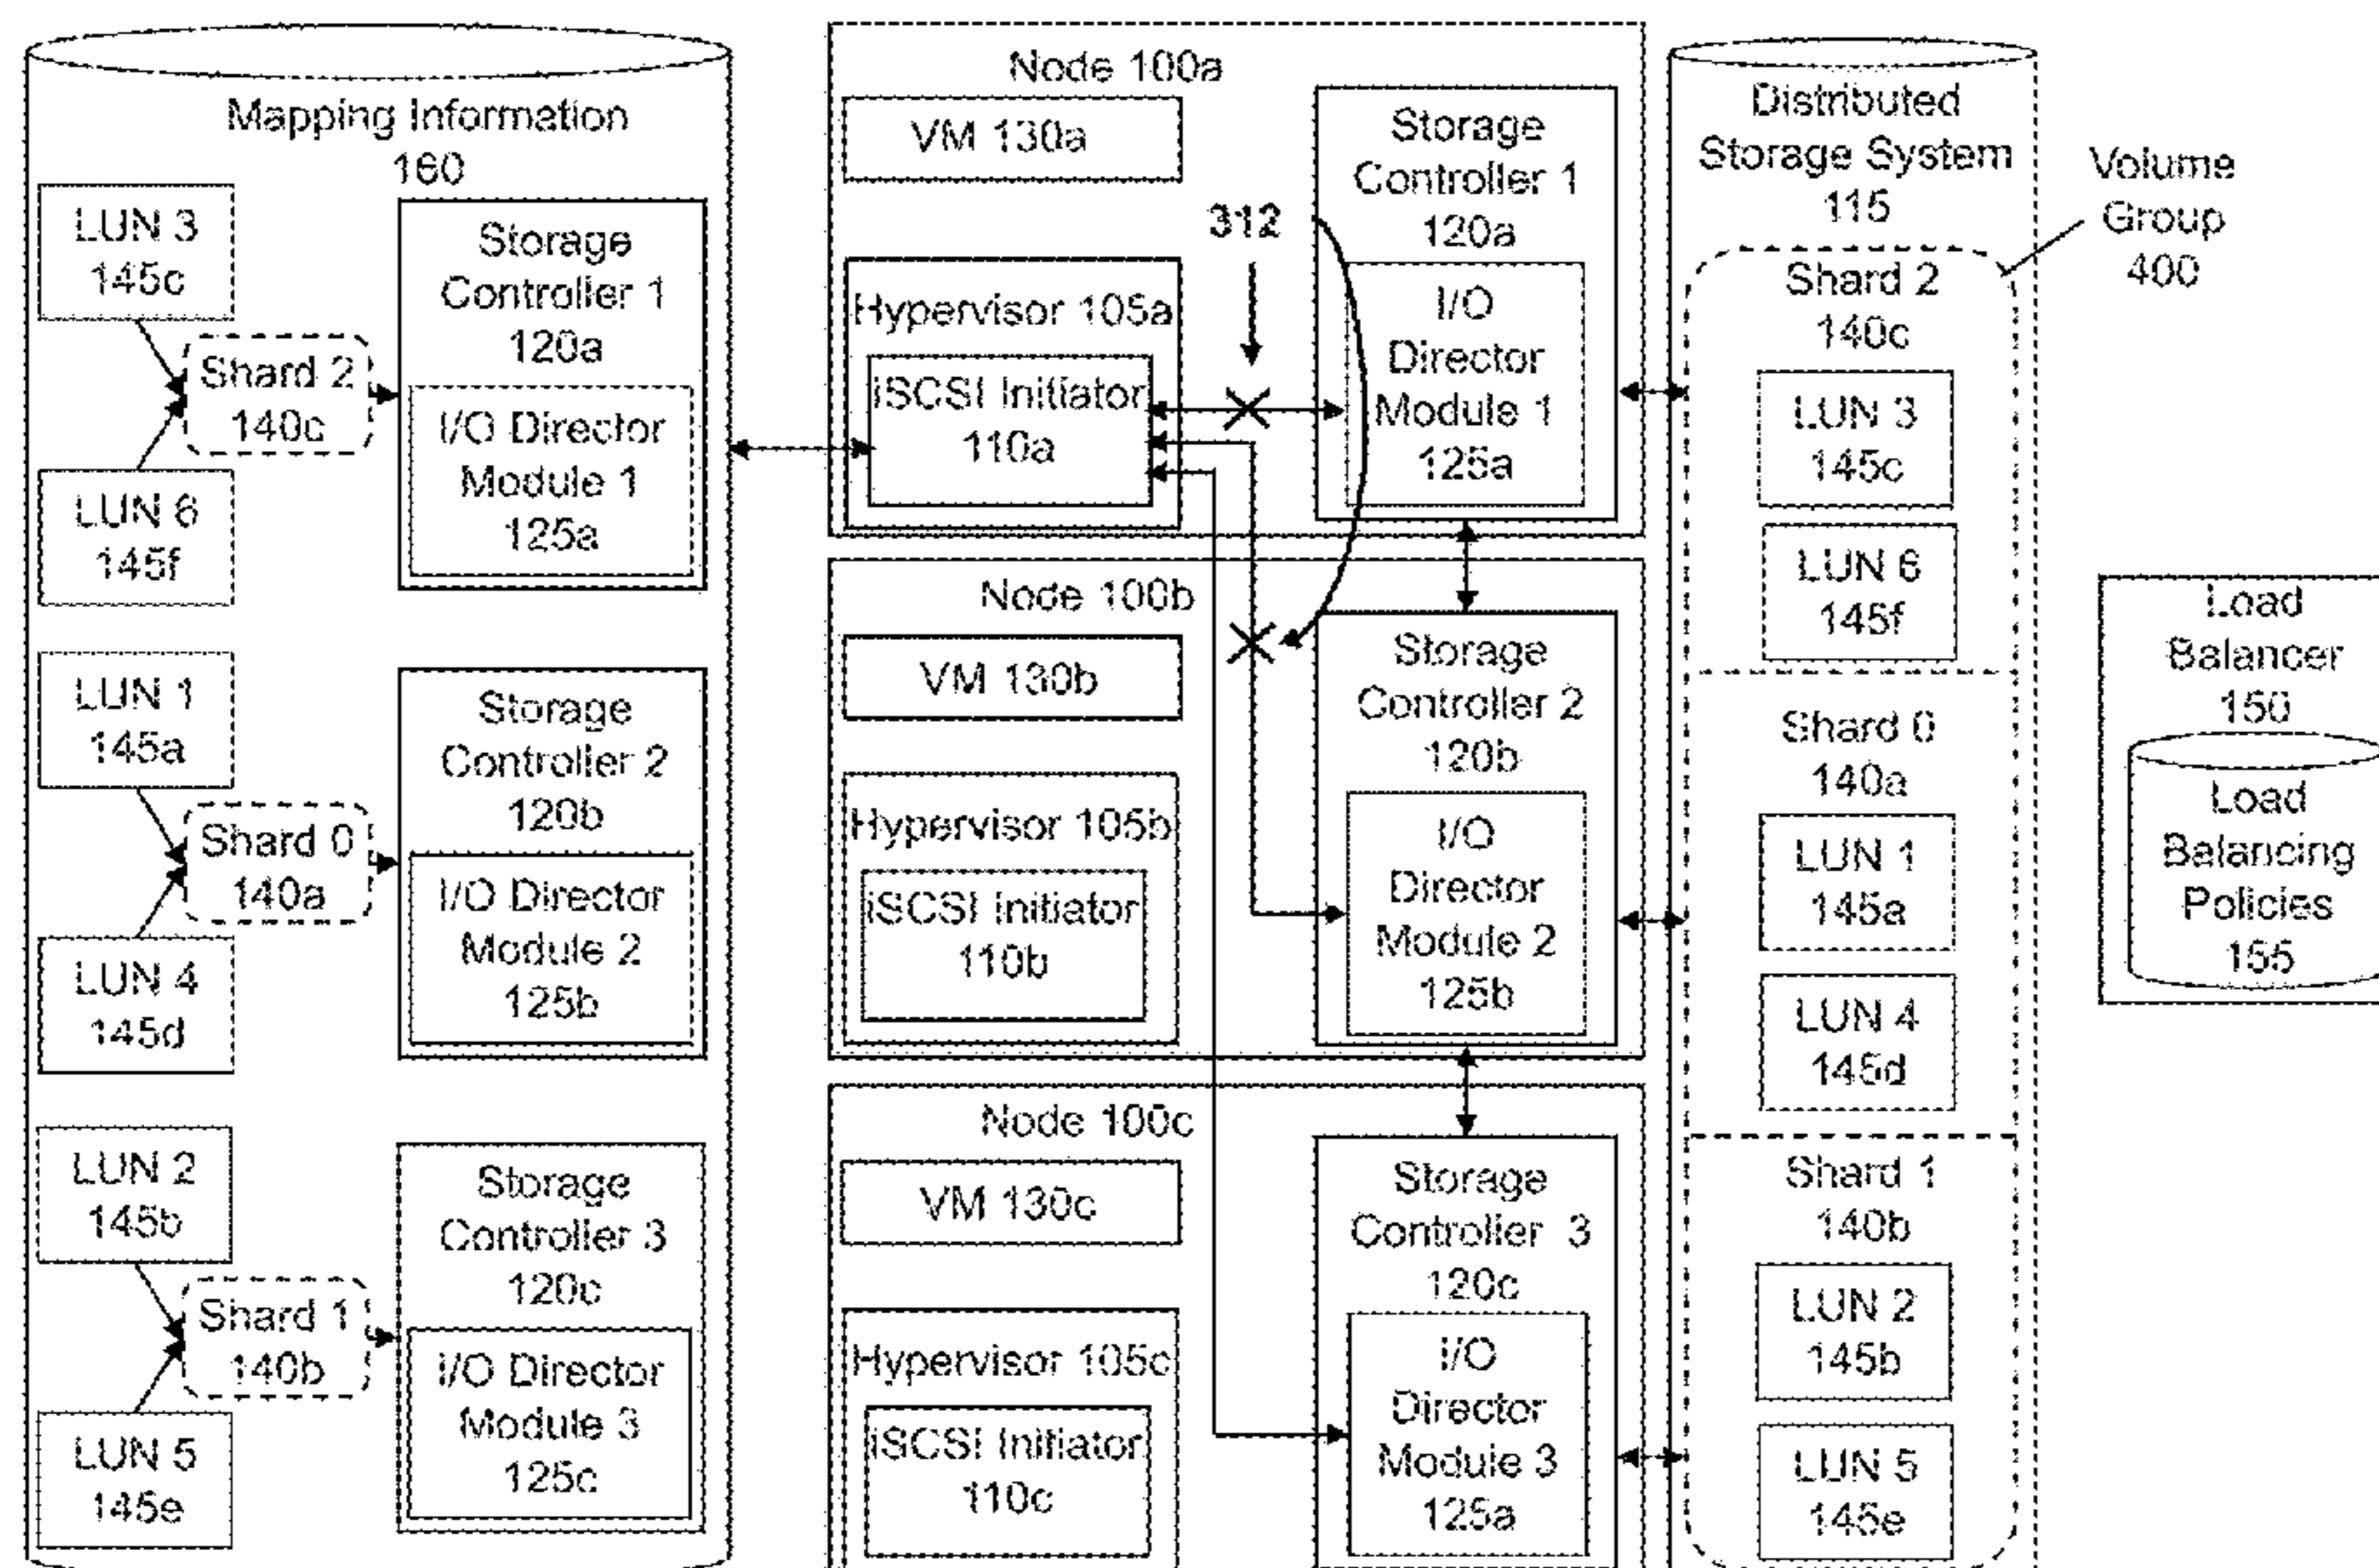 Mapping Information
160
LUN 3
145c
LUN 6
145f
Shard 2
140c
Storage
Controller 1
120a
I/O Director
Module 1
125a
LUN 1
145a
LUN 4
145d
Shard 0
140a
Storage
Controller 2
120b
I/O Director
Module 2
125b
LUN 2
145b
LUN 5
145e
Shard 1
140b
Storage
Controller 3
120c
I/O Director
Module 3
125c
Node 100a
VM 130a
Hypervisor 105a
iSCSI Initiator
110a
312
Storage
Controller 1
120a
I/O
Director
Module 1
125a
Node 100b
VM 130b
Hypervisor 105b
iSCSI Initiator
110b
Storage
Controller 2
120b
I/O
Director
Module 2
125b
Node 100c
VM 130c
Hypervisor 105c
iSCSI Initiator
110c
Storage
Controller 3
120c
I/O
Director
Module 3
125a
Distributed
Storage System
115
Shard 2
140c
LUN 3
145c
LUN 6
145f
Shard 0
140a
LUN 1
145a
LUN 4
145d
Shard 1
140b
LUN 2
145b
LUN 5
145e
Volume
Group
400
Load
Balancer
150
Load
Balancing
Policies
155